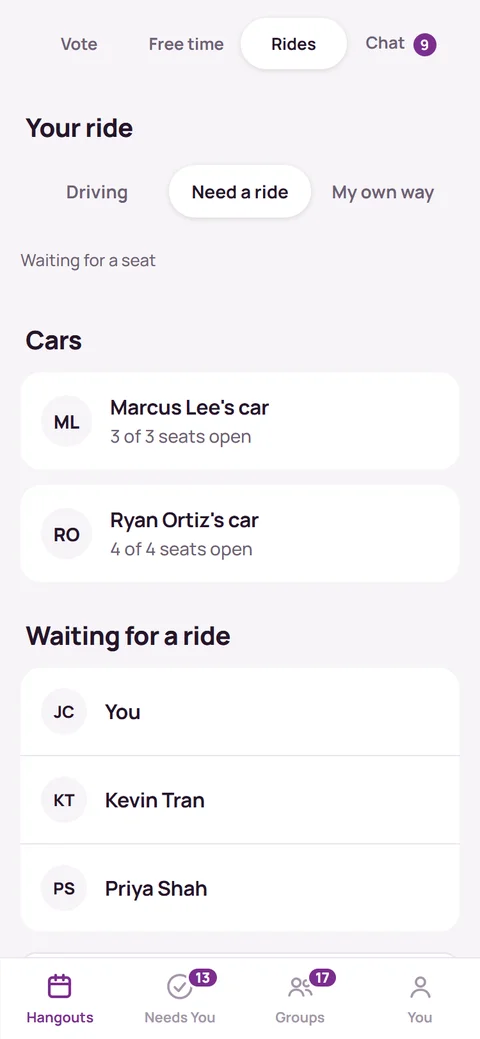 Vote
Free time
Rides
Chat 9
Your ride
Driving
Need a ride
My own way
Waiting for a seat
Cars
ML
Marcus Lee's car
3 of 3 seats open
RO
Ryan Ortiz's car
4 of 4 seats open
Waiting for a ride
JC
You
KT
Kevin Tran
PS
Priya Shah
13
17
Hangouts
Needs You
Groups
You